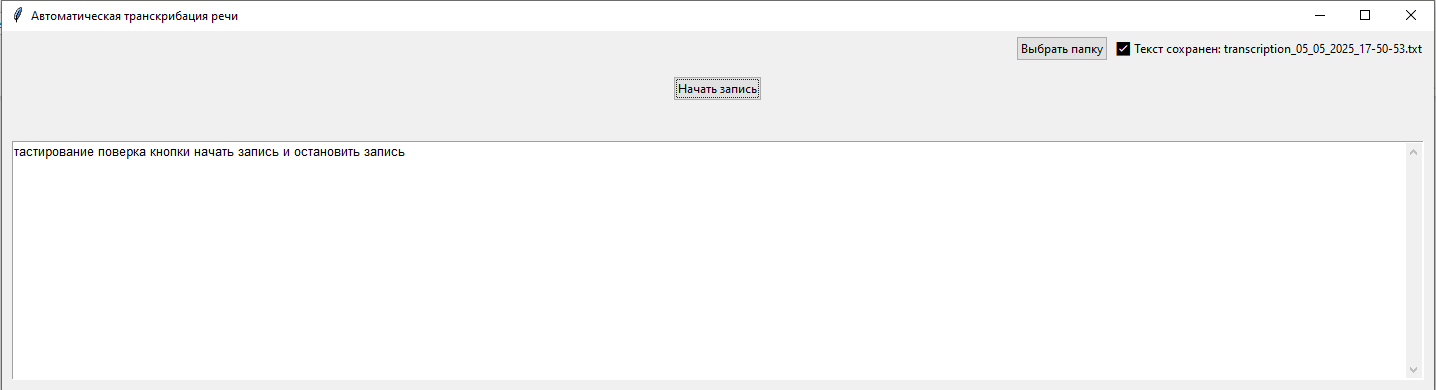 Автоматическая транскрибация речи
Выбрать папку ✅ Текст сохранен: transcription_05_05_2025_17-50-53.txt
Начать запись
тастирование поверка кнопки начать запись и остановить запись